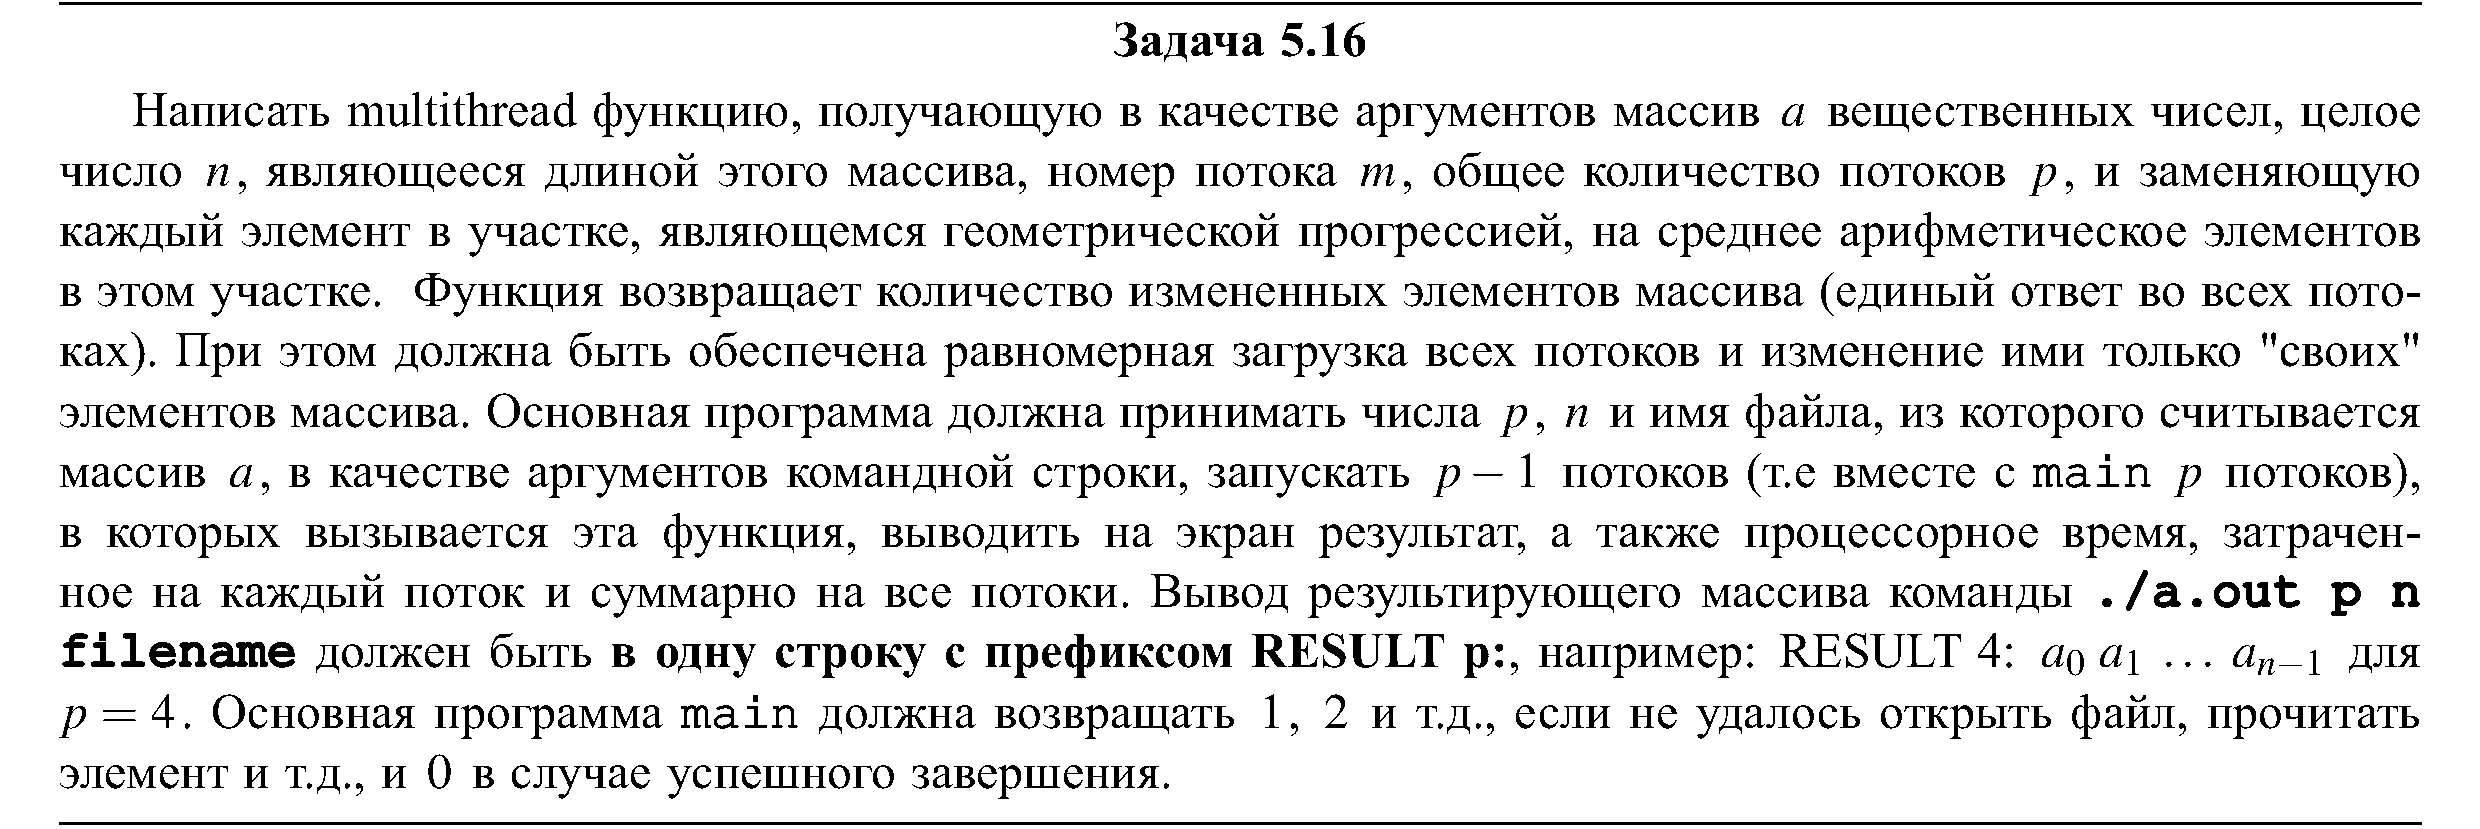 Задача 5.16
Написать multithread функцию, получающую в качестве аргументов массив a вещественных чисел, целое
число n, являющееся длиной этого массива, номер потока m, общее количество потоков p, и заменяющую
каждый элемент в участке, являющемся геометрической прогрессией, на среднее арифметическое элементов
в этом участке. Функция возвращает количество измененных элементов массива (единый ответ во всех пото-
ках). При этом должна быть обеспечена равномерная загрузка всех потоков и изменение ими только "своих"
элементов массива. Основная программа должна принимать числа p, n и имя файла, из которого считывается
массив a, в качестве аргументов командной строки, запускать p − 1 потоков (т.е вместе с main p потоков),
в которых вызывается эта функция, выводить на экран результат, а также процессорное время, затрачен-
ное на каждый поток и суммарно на все потоки. Вывод результирующего массива команды ./a.out p n
filename должен быть в одну строку с префиксом RESULT p:, например: RESULT 4: a₀ a₁ … aₙ₋₁ для
p = 4. Основная программа main должна возвращать 1, 2 и т.д., если не удалось открыть файл, прочитать
элемент и т.д., и 0 в случае успешного завершения.